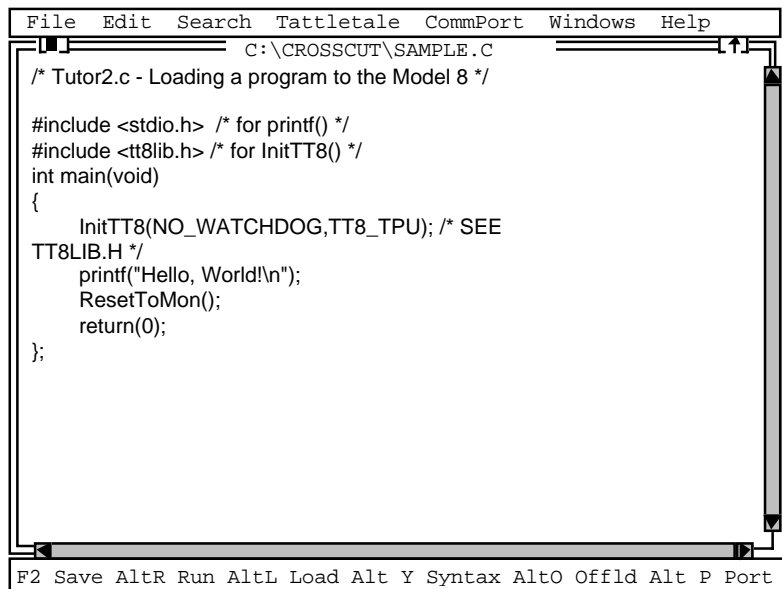 File Edit Search Tattletale CommPort Windows Help
C:\CROSSCUT\SAMPLE.C
/* Tutor2.c - Loading a program to the Model 8 */
#include <stdio.h> /* for printf() */
#include <tt8lib.h> /* for InitTT8() */
int main(void)
{
InitTT8(NO_WATCHDOG,TT8_TPU); /* SEE
TT8LIB.H */
printf("Hello, World!\n");
ResetToMon();
return(0);
};
F2 Save AltR Run AltL Load Alt Y Syntax AltO Offld Alt P Port